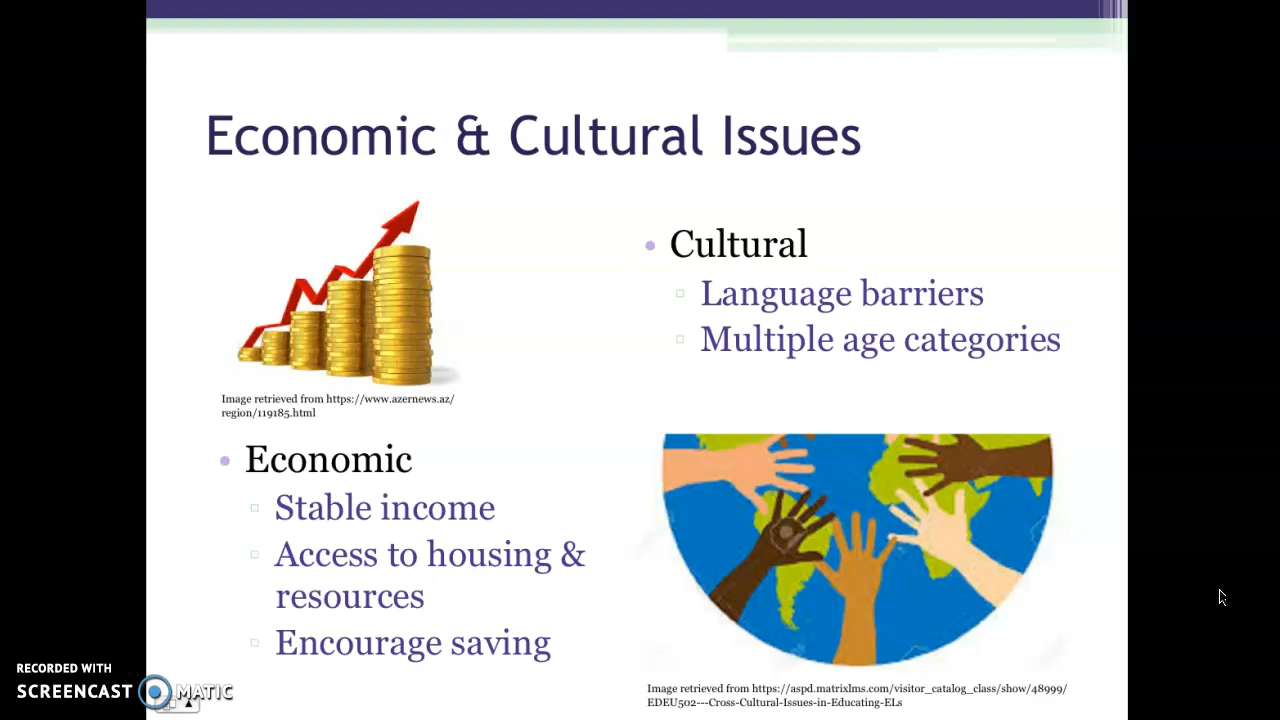 Economic & Cultural Issues
Image retrieved from https://www.azernews.az/
region/119185.html
• Economic
▫ Stable income
▫ Access to housing &
resources
▫ Encourage saving
• Cultural
▫ Language barriers
▫ Multiple age categories
Image retrieved from https://aspd.matrixlms.com/visitor_catalog_class/show/48999/
EDEU502---Cross-Cultural-Issues-in-Educating-ELs
RECORDED WITH
SCREENCAST MATIC